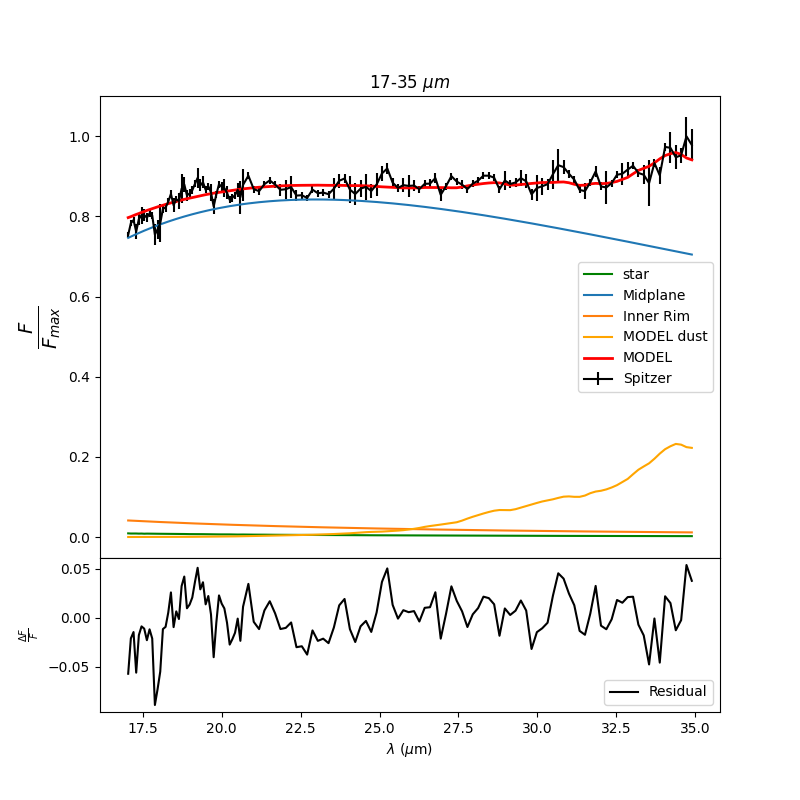 17-35 μm
1.0
0.8
0.6
0.4
0.2
0.0
F
F_max
star
Midplane
Inner Rim
MODEL dust
MODEL
Spitzer
0.05
0.00
−0.05
ΔF
F
Residual
17.5 20.0 22.5 25.0 27.5 30.0 32.5 35.0
λ (μm)